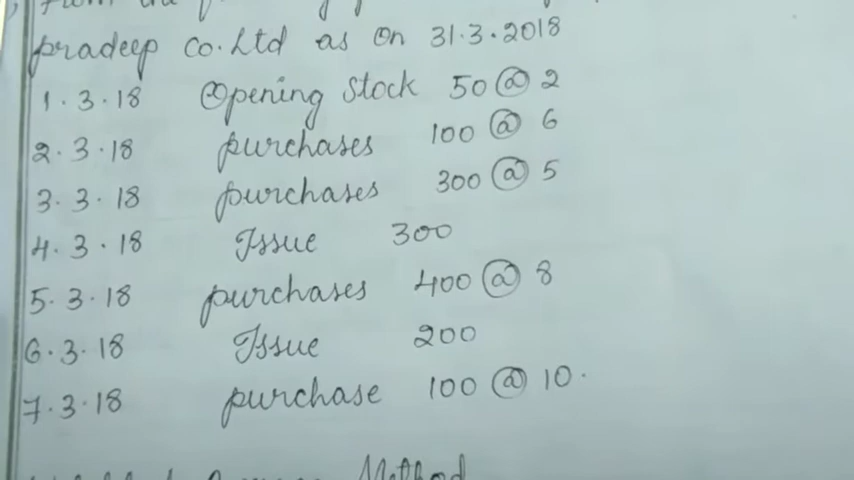 pradeep co.Ltd as on 31.3.2018
1.3.18 Opening Stock 50 @ 2
2.3.18 purchases 100 @ 6
3.3.18 purchases 300 @ 5
4.3.18 Issue 300
5.3.18 purchases 400 @ 8
6.3.18 Issue 200
7.3.18 purchase 100 @ 10.
Method